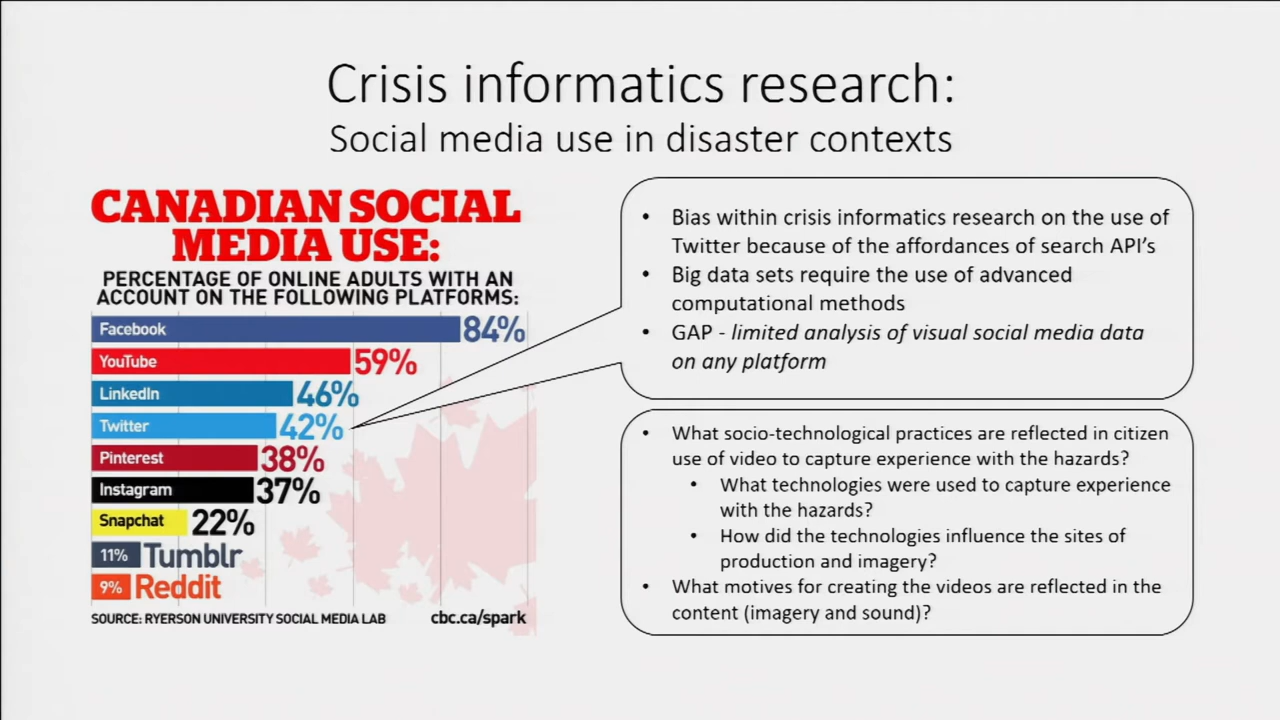 Crisis informatics research:
Social media use in disaster contexts
CANADIAN SOCIAL
MEDIA USE:
PERCENTAGE OF ONLINE ADULTS WITH AN
ACCOUNT ON THE FOLLOWING PLATFORMS:
Facebook 84%
YouTube 59%
LinkedIn 46%
Twitter 42%
Pinterest 38%
Instagram 37%
Snapchat 22%
11% Tumblr
9% Reddit
SOURCE: RYERSON UNIVERSITY SOCIAL MEDIA LAB cbc.ca/spark
• Bias within crisis informatics research on the use of
Twitter because of the affordances of search API's
• Big data sets require the use of advanced
computational methods
• GAP - limited analysis of visual social media data
on any platform
• What socio-technological practices are reflected in citizen
use of video to capture experience with the hazards?
• What technologies were used to capture experience
with the hazards?
• How did the technologies influence the sites of
production and imagery?
• What motives for creating the videos are reflected in the
content (imagery and sound)?